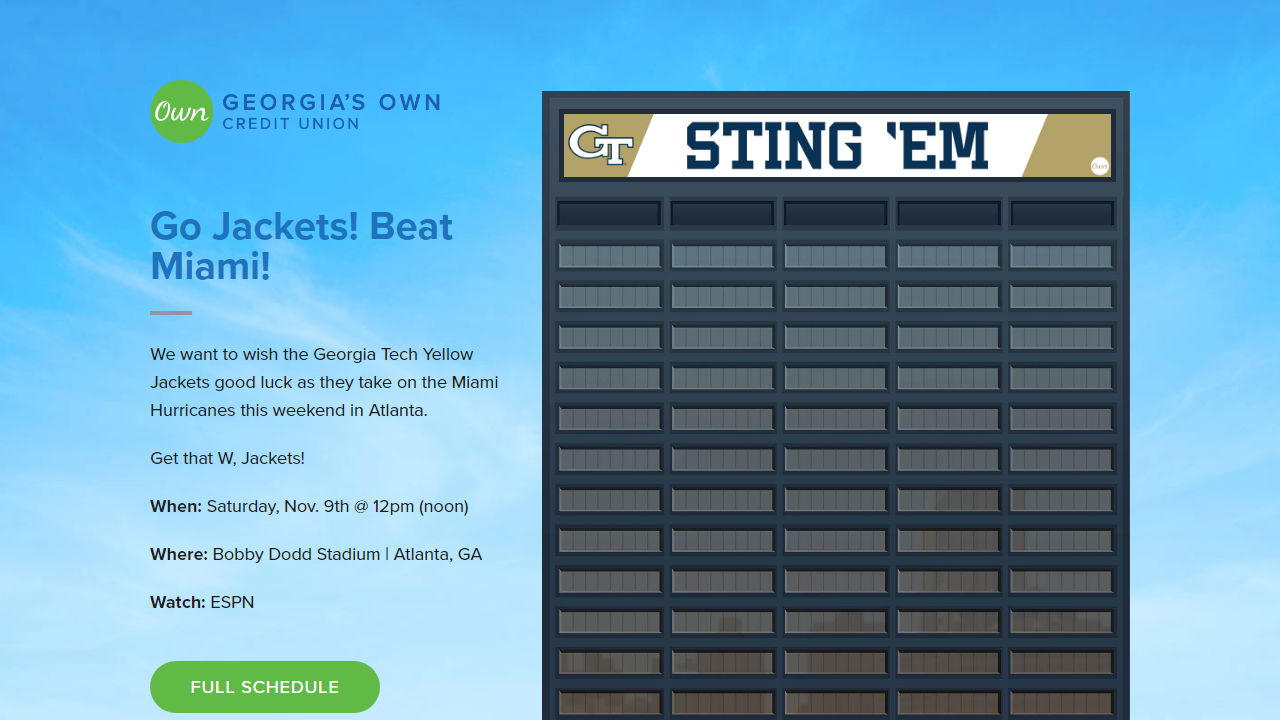 Own
GEORGIA'S OWN
CREDIT UNION
GT
STING 'EM
Own
Go Jackets! Beat
Miami!
We want to wish the Georgia Tech Yellow
Jackets good luck as they take on the Miami
Hurricanes this weekend in Atlanta.
Get that W, Jackets!
When: Saturday, Nov. 9th @ 12pm (noon)
Where: Bobby Dodd Stadium | Atlanta, GA
Watch: ESPN
FULL SCHEDULE